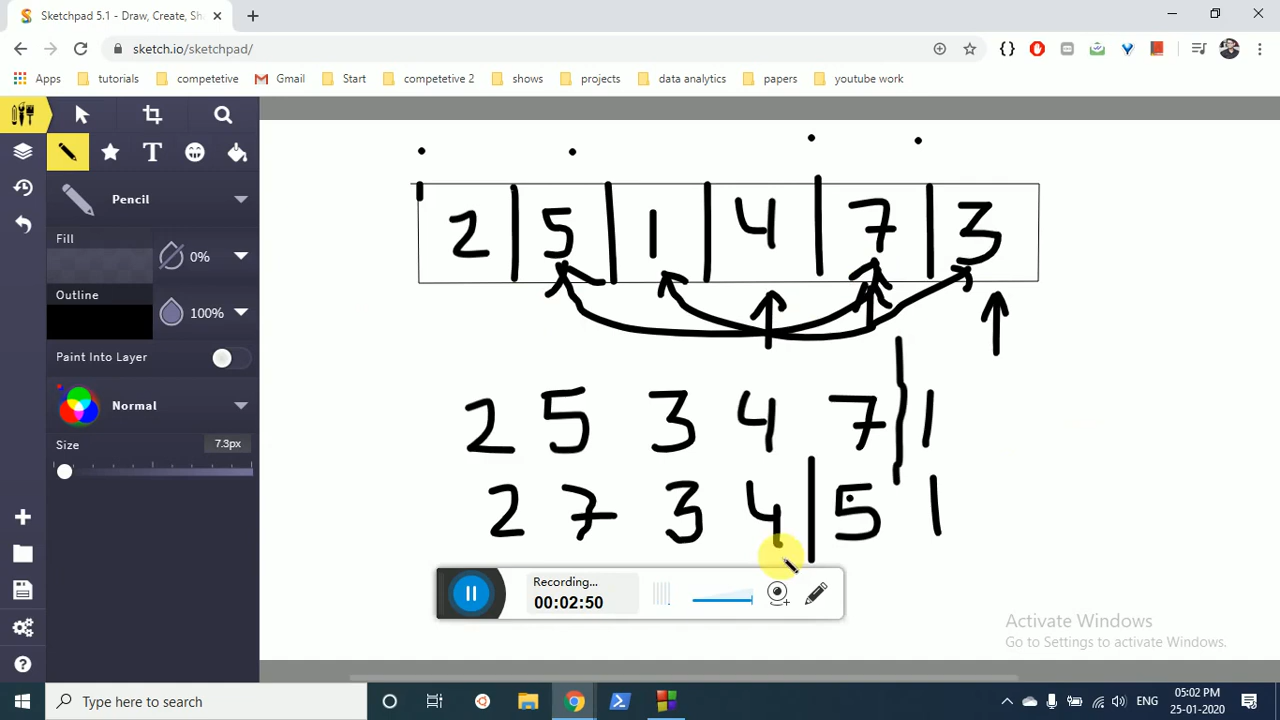 Sketchpad 5.1 - Draw, Create, Sha
sketch.io/sketchpad/
Apps tutorials competetive Gmail Start competetive 2 shows projects data analytics papers youtube work
Pencil
Fill
0%
Outline
100%
Paint Into Layer
Normal
Size 7.3px
2 5 1 4 7 3
2 5 3 4 7 1
2 7 3 4 5 1
Recording...
00:02:50
Activate Windows
Go to Settings to activate Windows.
Type here to search
ENG
05:02 PM
25-01-2020